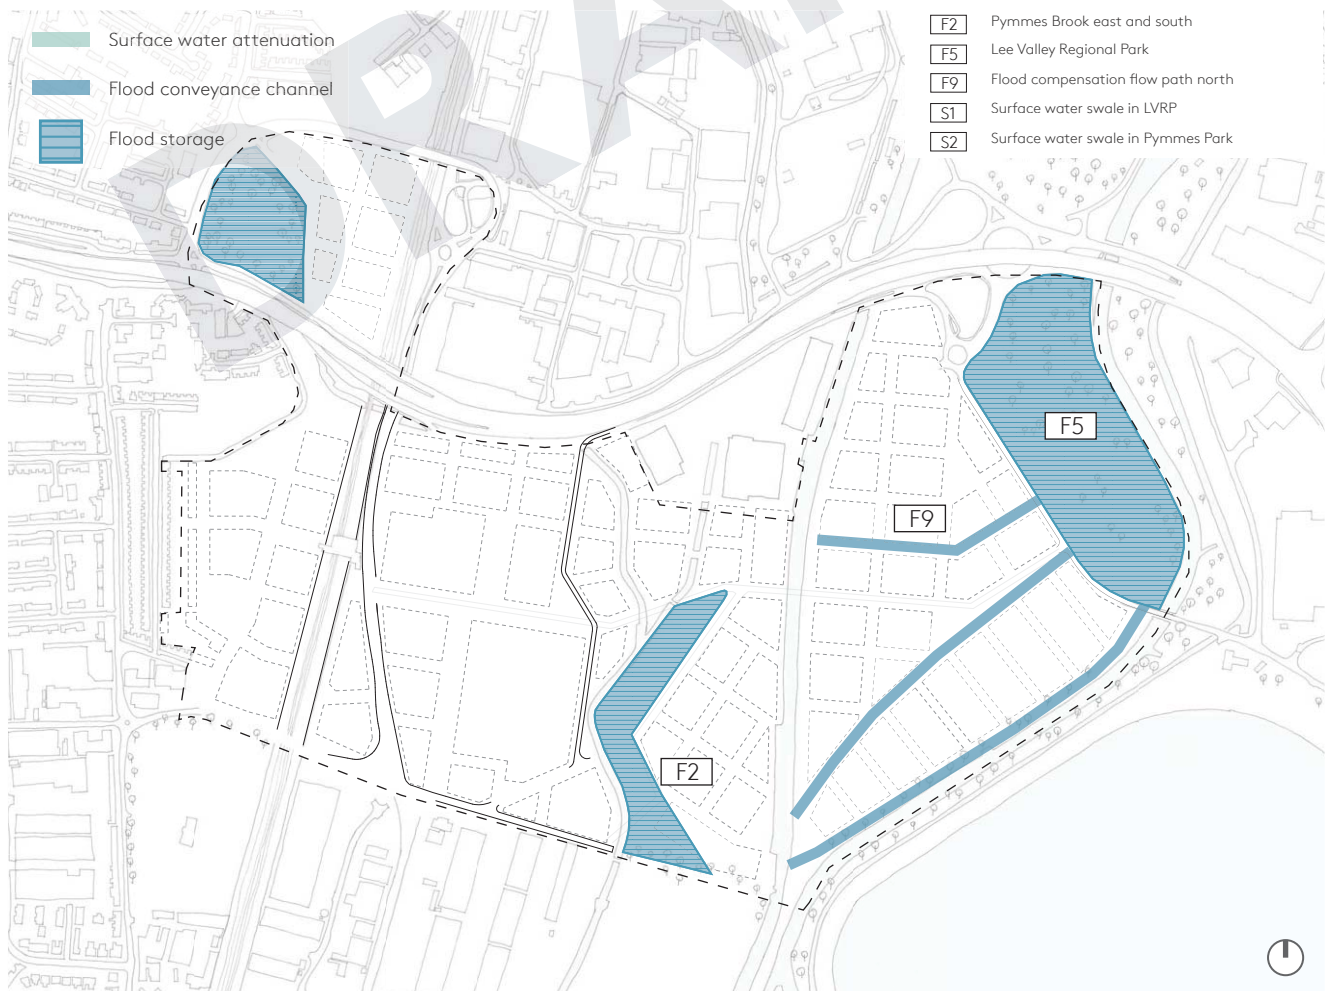 Surface water attenuation
Flood conveyance channel
Flood storage
F2 Pymmes Brook east and south
F5 Lee Valley Regional Park
F9 Flood compensation flow path north
S1 Surface water swale in LVRP
S2 Surface water swale in Pymmes Park
DRA
F5
F9
F2